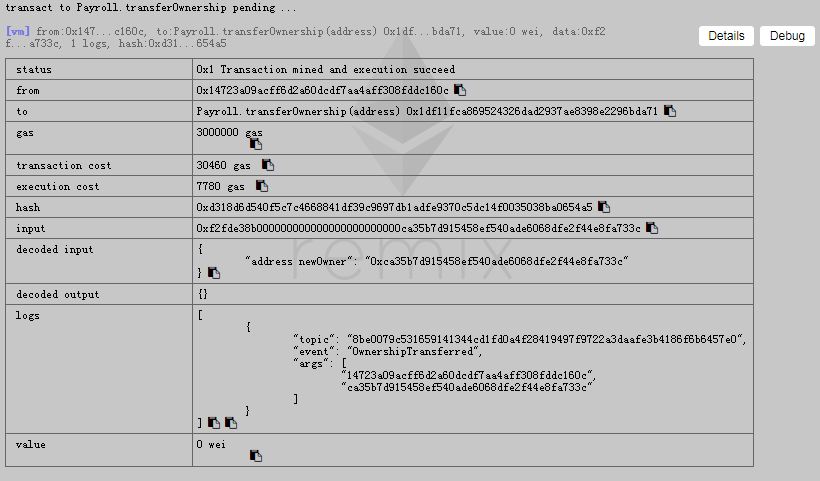 transact to Payroll.transferOwnership pending ...
[vm] from:0x147...c160c, to:Payroll.transferOwnership(address) 0x1df...bda71, value:0 wei, data:0xf2
f...a733c, 1 logs, hash:0xd31...654a5
Details
Debug
status 0x1 Transaction mined and execution succeed
from 0x14723a09acff6d2a60dcdf7aa4aff308fddc160c
to Payroll.transferOwnership(address) 0x1df11fca869524326dad2937ae8398e2296bda71
gas 3000000 gas
transaction cost 30460 gas
execution cost 7780 gas
hash 0xd318d6d540f5c7c4668841df39c9697db1adfe9370c5dc14f0035038ba0654a5
input 0xf2fde38b000000000000000000000000ca35b7d915458ef540ade6068dfe2f44e8fa733c
decoded input {
"address newOwner": "0xca35b7d915458ef540ade6068dfe2f44e8fa733c"
}
remix
decoded output {}
logs [
{
"topic": "8be0079c531659141344cd1fd0a4f28419497f9722a3daafe3b4186f6b6457e0",
"event": "OwnershipTransferred",
"args": [
"14723a09acff6d2a60dcdf7aa4aff308fddc160c",
"ca35b7d915458ef540ade6068dfe2f44e8fa733c"
]
}
]
value 0 wei